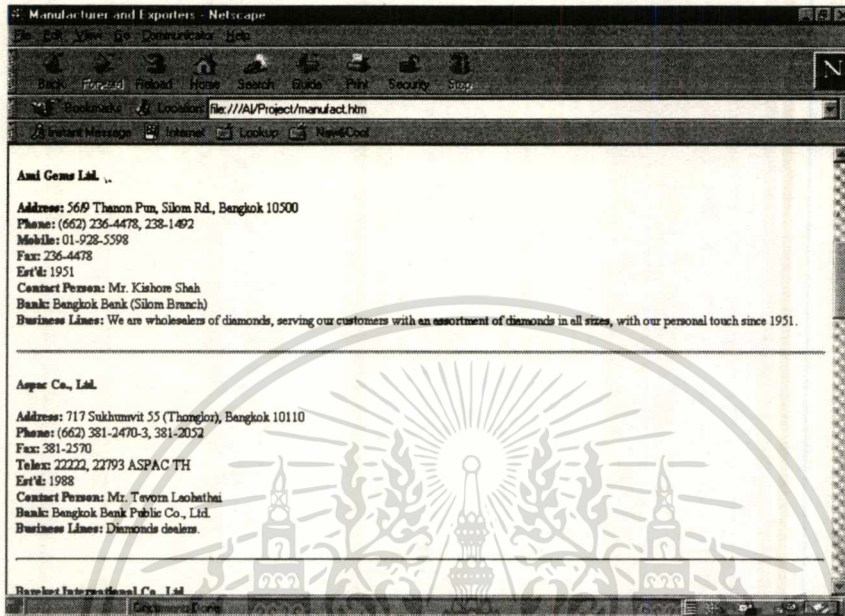 Manufacturer and Exporters - Netscape
File Edit View Go Communicator Help
Back Forward Reload Home Search Guide Print Security Stop
N
Bookmarks Location: file:///A|/Project/manufact.htm
Instant Message Internet Lookup New&Cool
Ami Gems Ltd.
Address: 56/9 Thanon Pun, Silom Rd., Bangkok 10500
Phone: (662) 236-4478, 238-1492
Mobile: 01-928-5598
Fax: 236-4478
Est'd: 1951
Contact Person: Mr. Kishore Shah
Bank: Bangkok Bank (Silom Branch)
Business Lines: We are wholesalers of diamonds, serving our customers with an assortment of diamonds in all sizes, with our personal touch since 1951.
Aspac Co., Ltd.
Address: 717 Sukhumvit 55 (Thonglor), Bangkok 10110
Phone: (662) 381-2470-3, 381-2052
Fax: 381-2570
Telex: 22222, 22793 ASPAC TH
Est'd: 1988
Contact Person: Mr. Tavorn Laohathai
Bank: Bangkok Bank Public Co., Ltd.
Business Lines: Diamonds dealers.
Bareket International Co., Ltd.
Document: Done